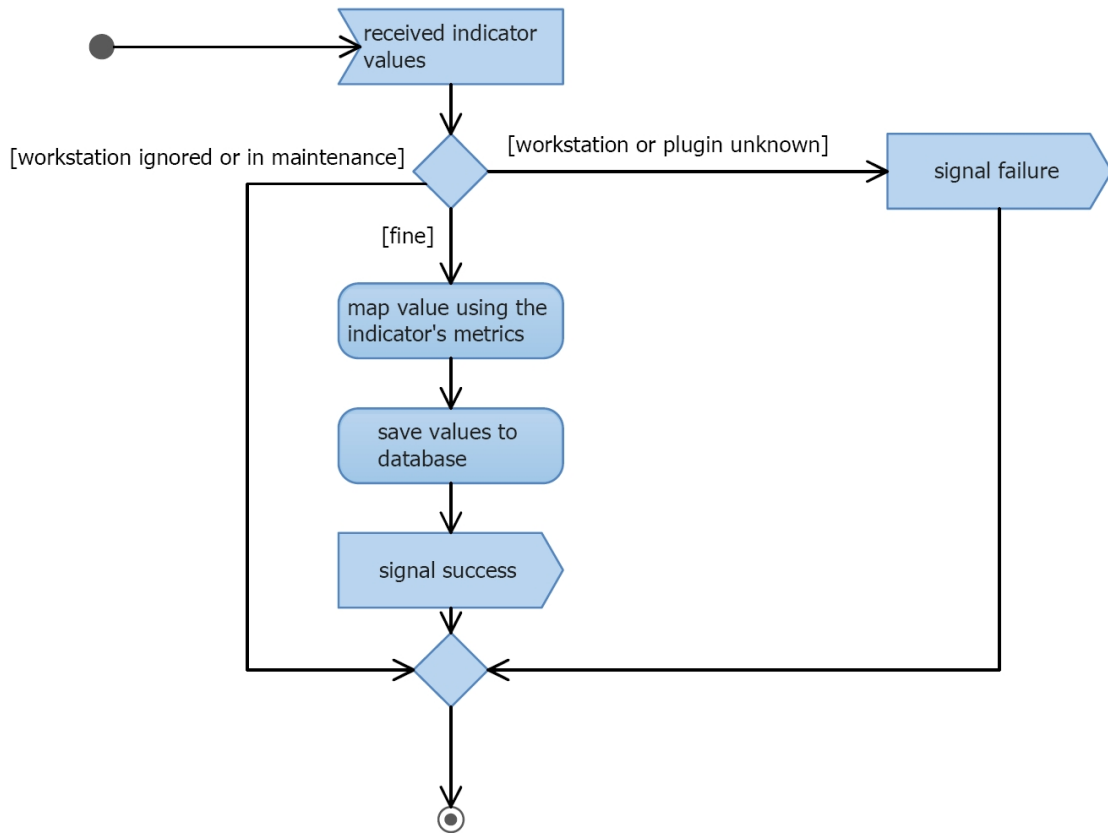 received indicator
values
[workstation ignored or in maintenance]
[workstation or plugin unknown]
signal failure
[fine]
map value using the
indicator's metrics
save values to
database
signal success